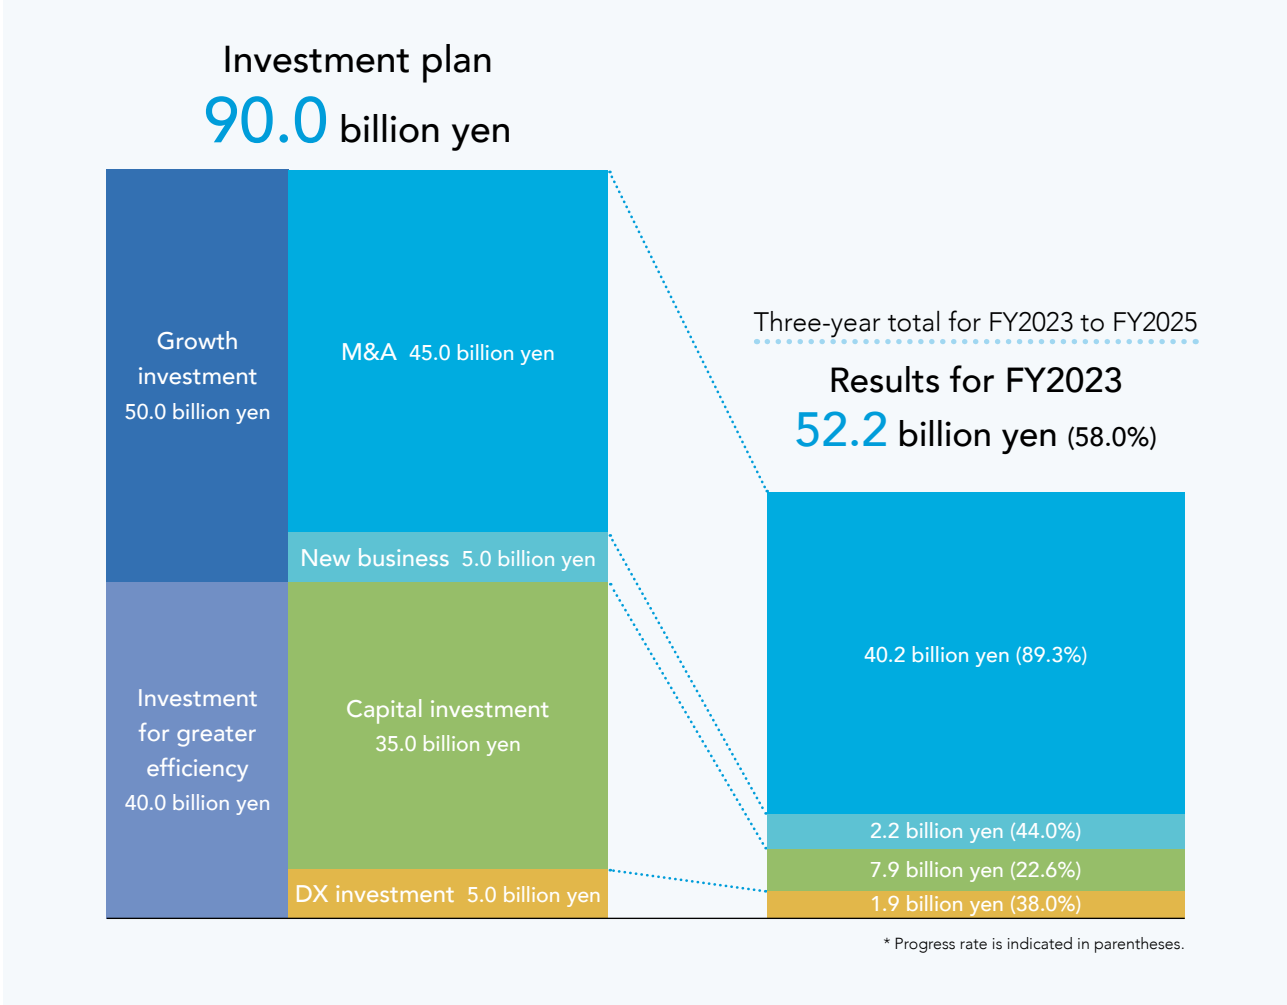 Investment plan
90.0 billion yen
Growth
investment
50.0 billion yen
M&A 45.0 billion yen
New business 5.0 billion yen
Investment
for greater
efficiency
40.0 billion yen
Capital investment
35.0 billion yen
DX investment 5.0 billion yen
Three-year total for FY2023 to FY2025
Results for FY2023
52.2 billion yen (58.0%)
40.2 billion yen (89.3%)
2.2 billion yen (44.0%)
7.9 billion yen (22.6%)
1.9 billion yen (38.0%)
* Progress rate is indicated in parentheses.